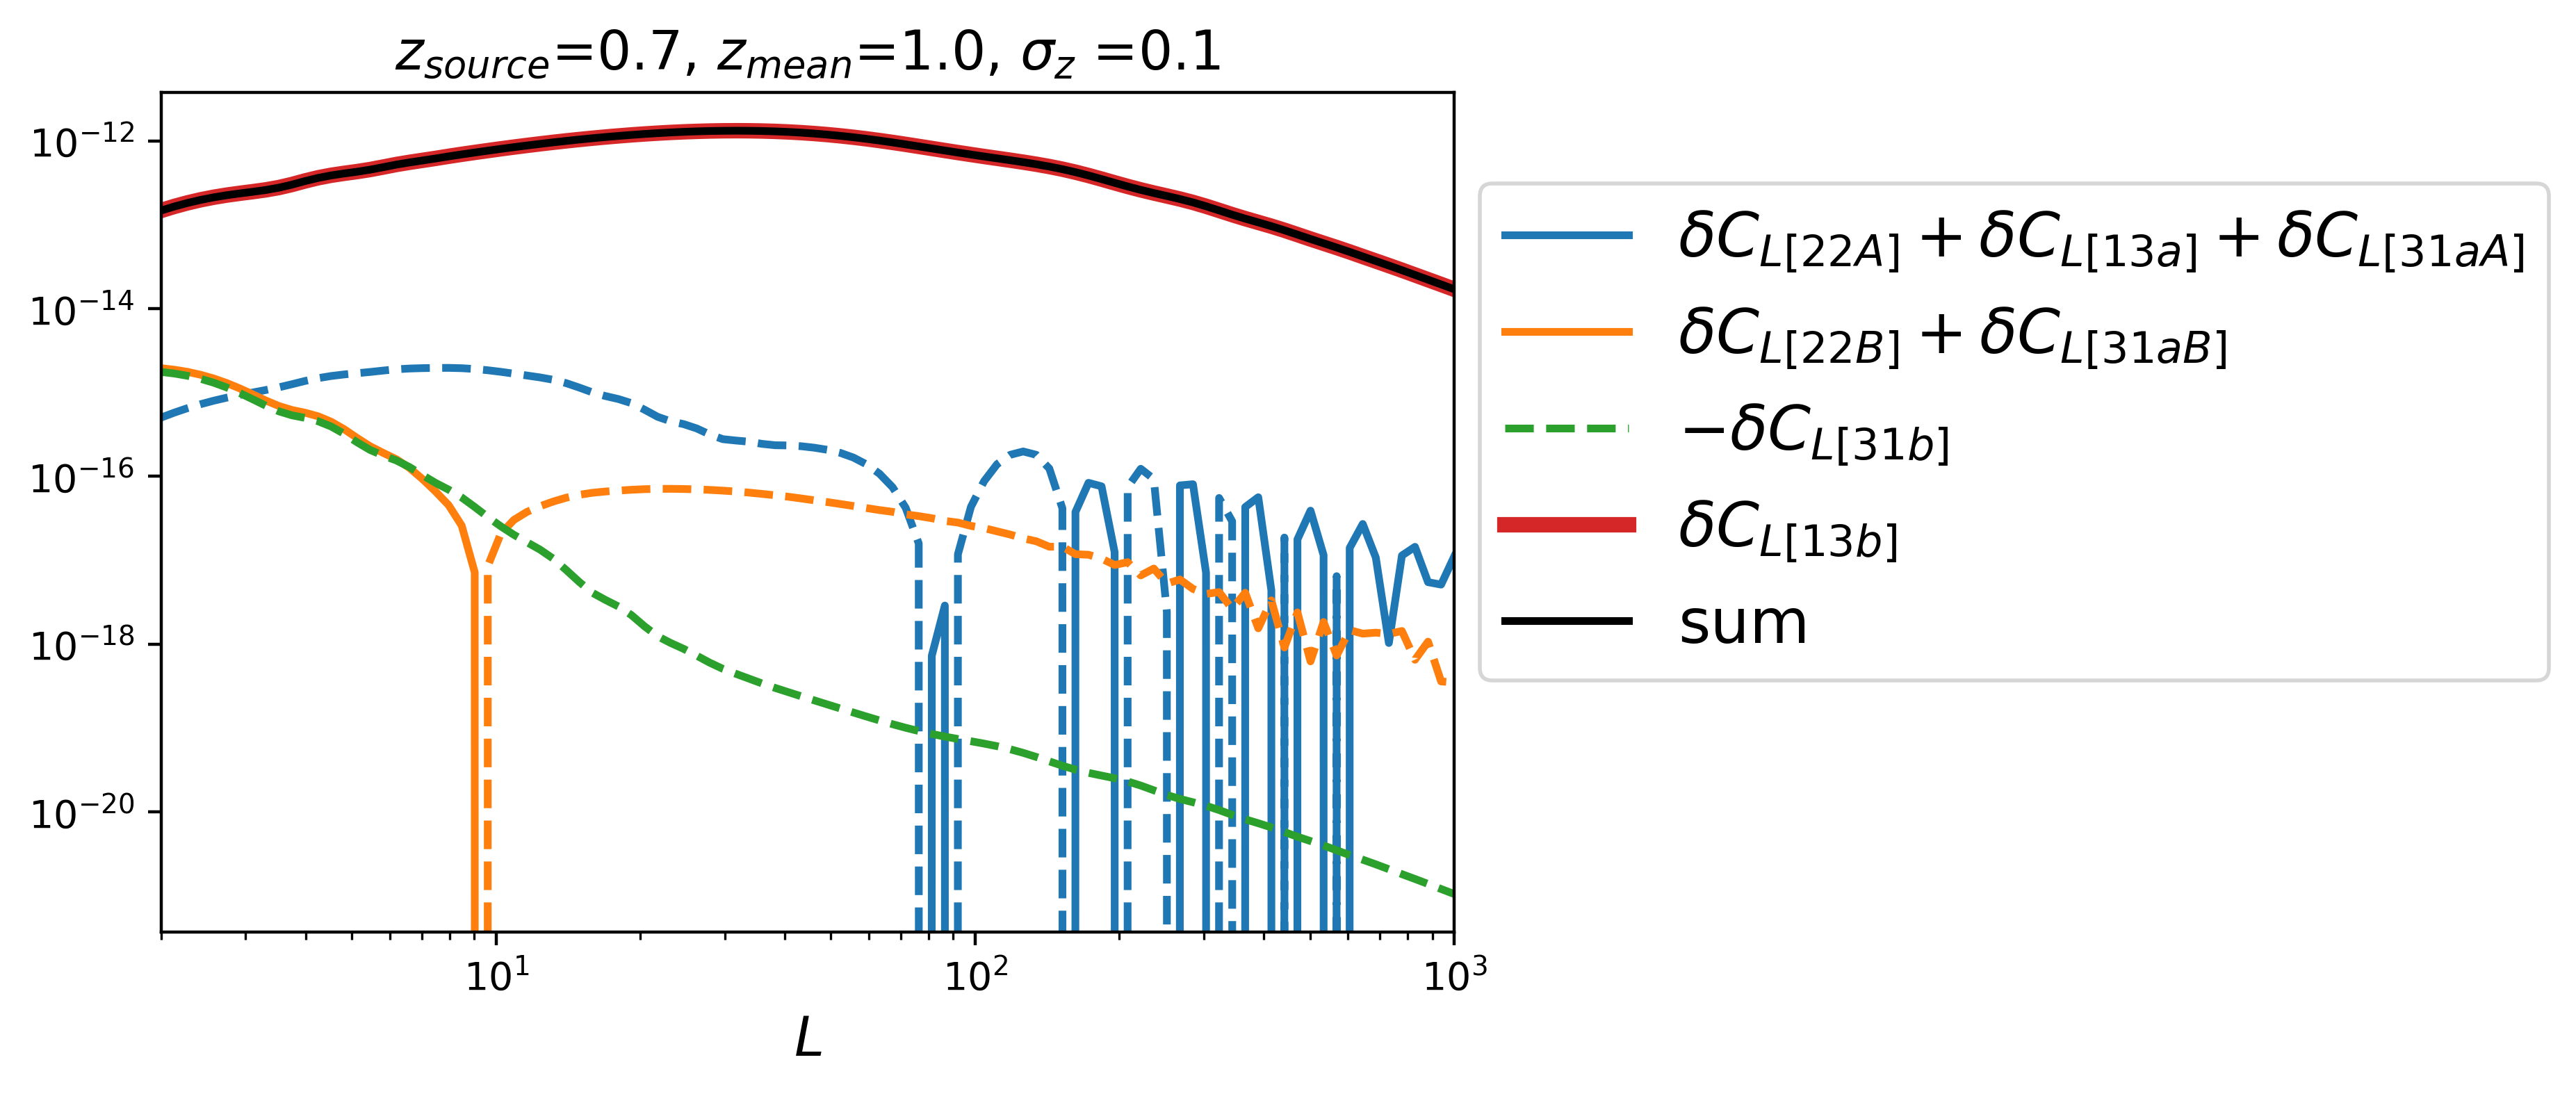 z_source=0.7, z_mean=1.0, σ_z =0.1
10^−12
10^−14
10^−16
10^−18
10^−20
10^1 10^2 10^3
L
δC_L[22A] + δC_L[13a] + δC_L[31aA]
δC_L[22B] + δC_L[31aB]
−δC_L[31b]
δC_L[13b]
sum